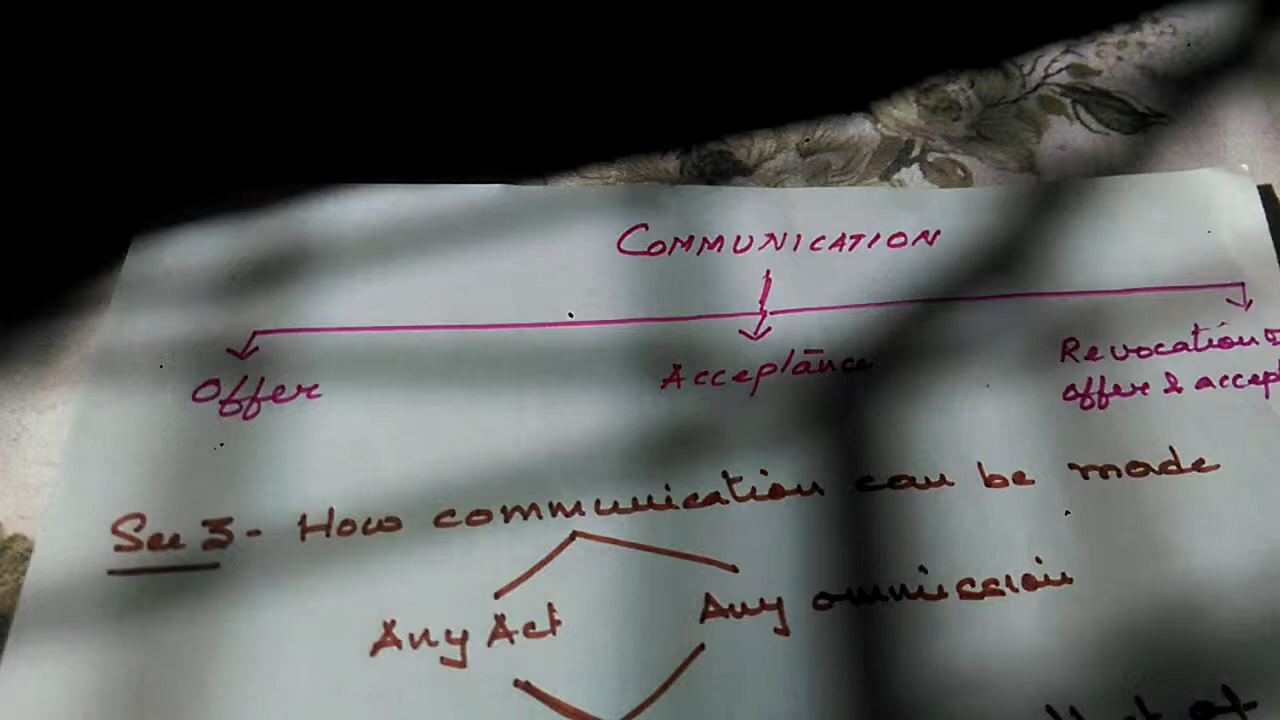 COMMUNICATION
Offer
Acceptance
Revocation
offer & accep
Sec 3 - How communication can be made
Any Act
Any ommission